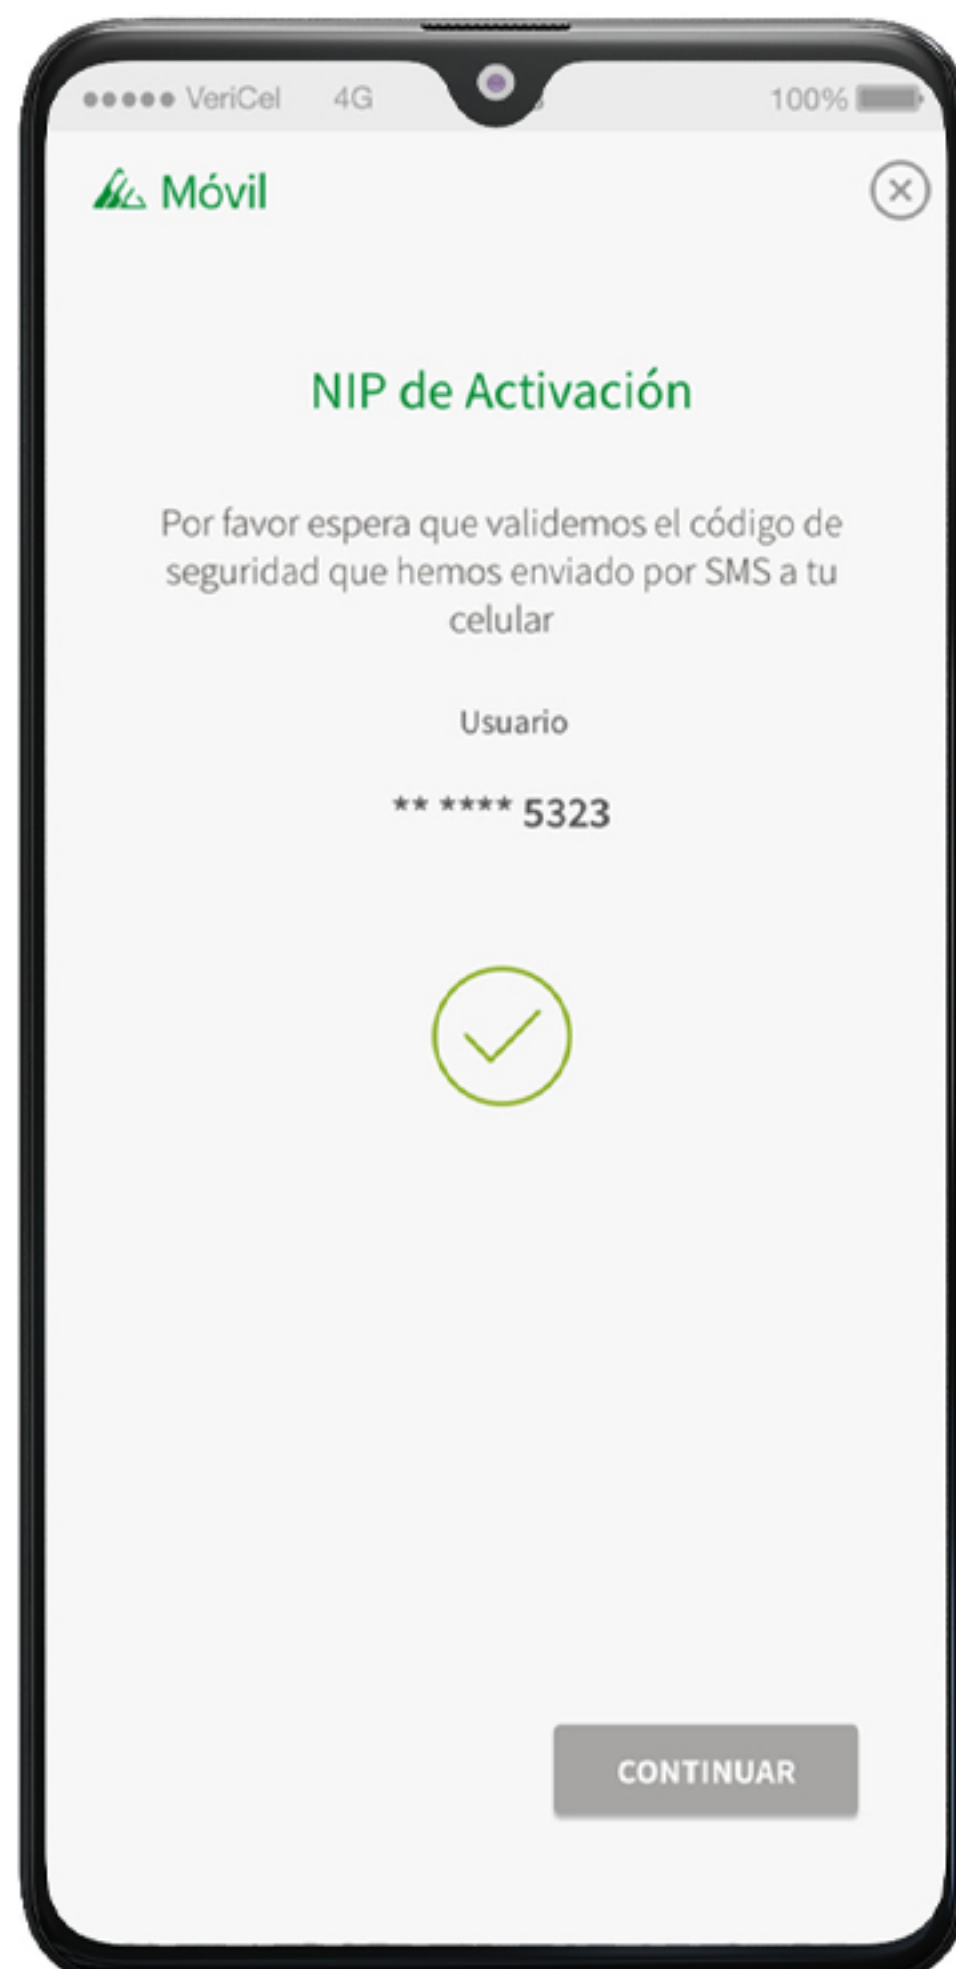 VeriCel 4G 100%
Móvil
NIP de Activación
Por favor espera que validemos el código de
seguridad que hemos enviado por SMS a tu
celular
Usuario
** **** 5323
CONTINUAR